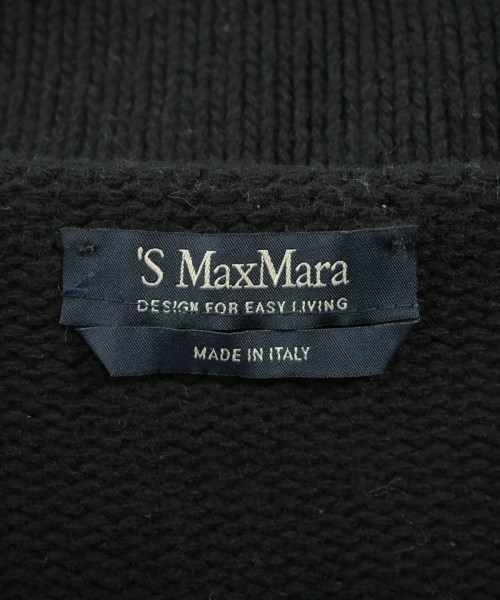 'S MaxMara
DESIGN FOR EASY LIVING
MADE IN ITALY